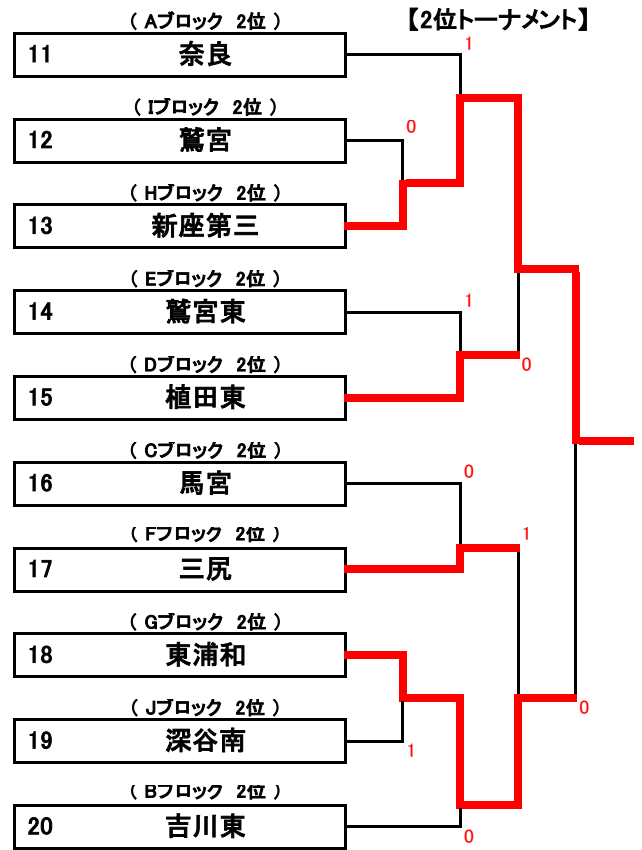 【2位トーナメント】
（ Aブロック 2位 ）
11 奈良
1
（ Iブロック 2位 ）
12 鷲宮
0
（ Hブロック 2位 ）
13 新座第三
（ Eブロック 2位 ）
14 鷲宮東
1
（ Dブロック 2位 ）
0
15 植田東
（ Cブロック 2位 ）
16 馬宮
0
（ Fブロック 2位 ）
1
17 三尻
（ Gブロック 2位 ）
18 東浦和
（ Jブロック 2位 ）
0
19 深谷南
1
（ Bブロック 2位 ）
20 吉川東
0